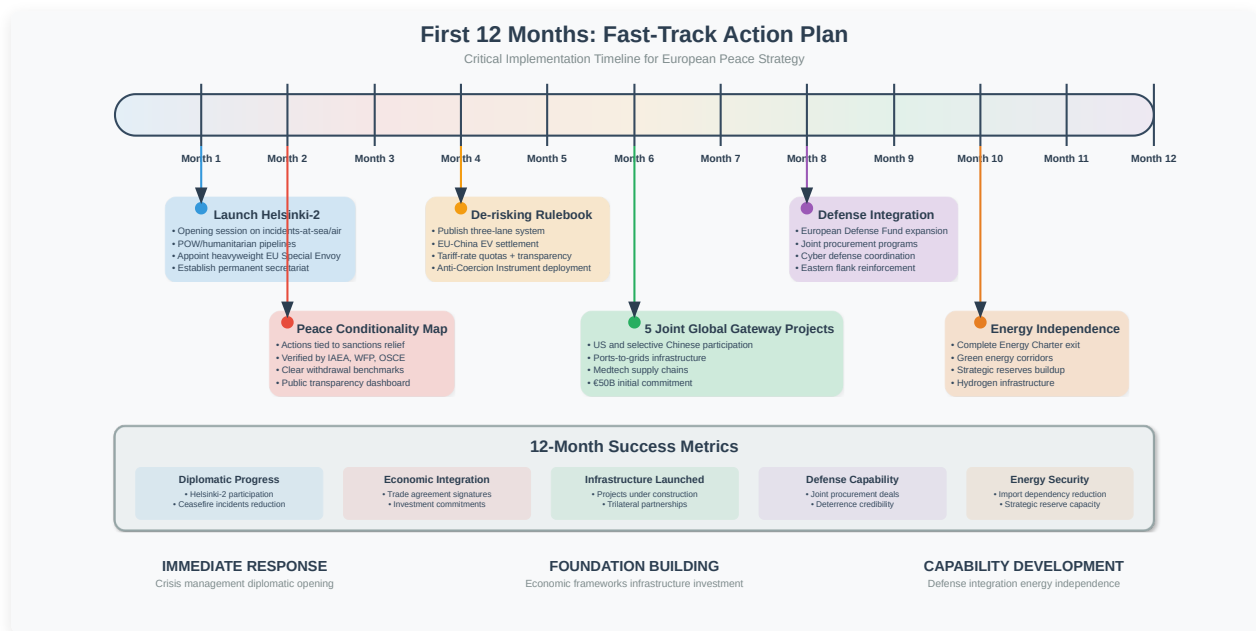 First 12 Months: Fast-Track Action Plan
Critical Implementation Timeline for European Peace Strategy
Month 1
Month 2
Month 3
Month 4
Month 5
Month 6
Month 7
Month 8
Month 9
Month 10
Month 11
Month 12
Launch Helsinki-2
• Opening session on incidents-at-sea/air
• POW/humanitarian pipelines
• Appoint heavyweight EU Special Envoy
• Establish permanent secretariat
De-risking Rulebook
• Publish three-lane system
• EU-China EV settlement
• Tariff-rate quotas + transparency
• Anti-Coercion Instrument deployment
Defense Integration
• European Defense Fund expansion
• Joint procurement programs
• Cyber defense coordination
• Eastern flank reinforcement
Peace Conditionality Map
• Actions tied to sanctions relief
• Verified by IAEA, WFP, OSCE
• Clear withdrawal benchmarks
• Public transparency dashboard
5 Joint Global Gateway Projects
• US and selective Chinese participation
• Ports-to-grids infrastructure
• Medtech supply chains
• €50B initial commitment
Energy Independence
• Complete Energy Charter exit
• Green energy corridors
• Strategic reserves buildup
• Hydrogen infrastructure
12-Month Success Metrics
Diplomatic Progress
• Helsinki-2 participation
• Ceasefire incidents reduction
Economic Integration
• Trade agreement signatures
• Investment commitments
Infrastructure Launched
• Projects under construction
• Trilateral partnerships
Defense Capability
• Joint procurement deals
• Deterrence credibility
Energy Security
• Import dependency reduction
• Strategic reserve capacity
IMMEDIATE RESPONSE
Crisis management diplomatic opening
FOUNDATION BUILDING
Economic frameworks infrastructure investment
CAPABILITY DEVELOPMENT
Defense integration energy independence